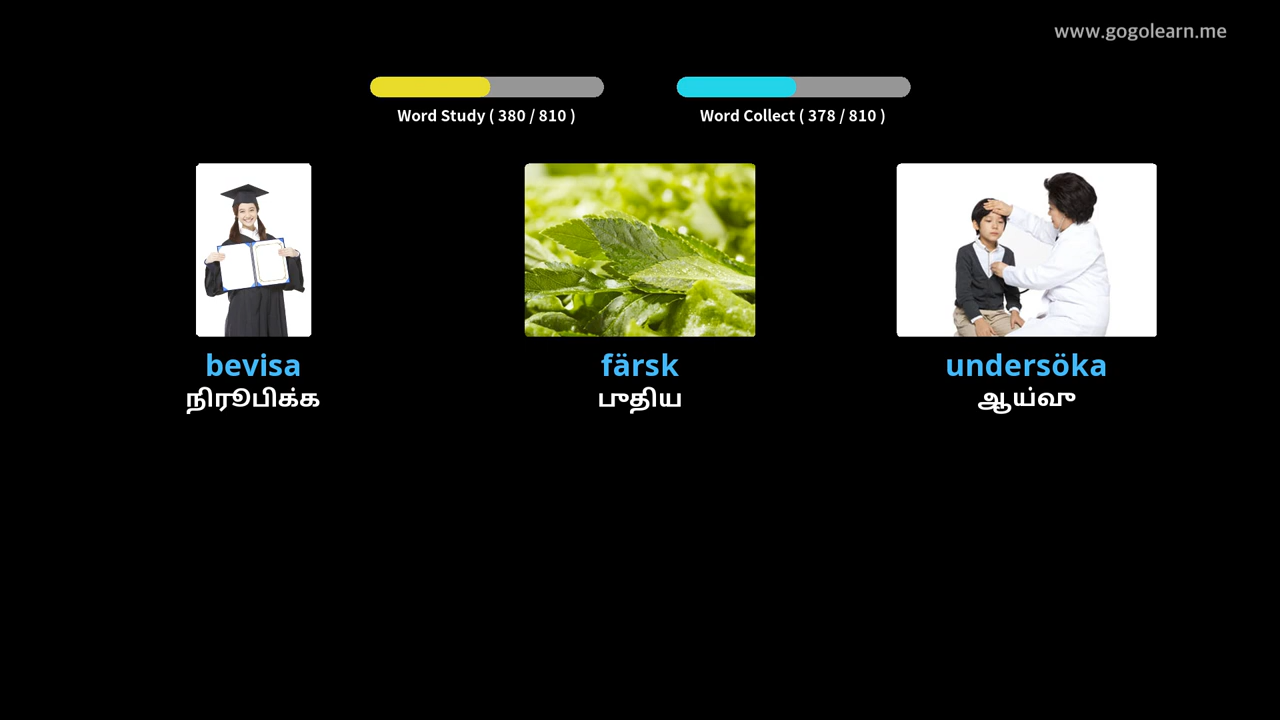 www.gogolearn.me
Word Study ( 380 / 810 )
Word Collect ( 378 / 810 )
bevisa
நிரூபிக்க
färsk
புதிய
undersöka
ஆய்வு